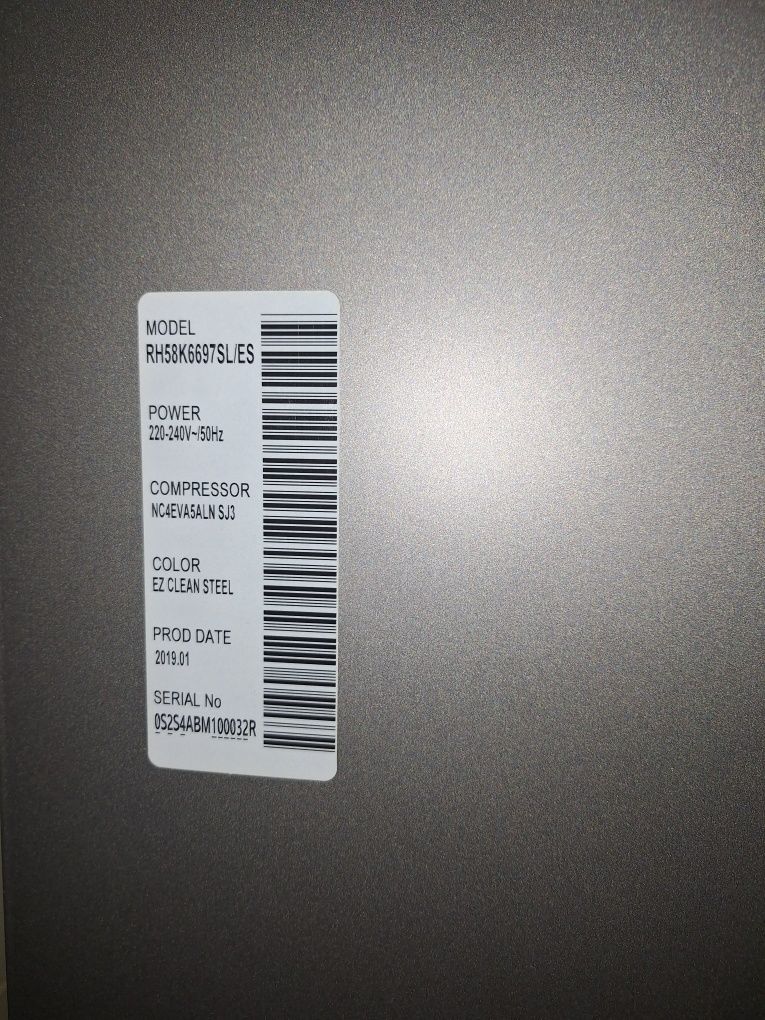 MODEL
RH58K6697SL/ES
POWER
220-240V~/50Hz
COMPRESSOR
NC4EVA5ALN SJ3
COLOR
EZ CLEAN STEEL
PROD DATE
2019.01
SERIAL No
0S2S4ABM100032R